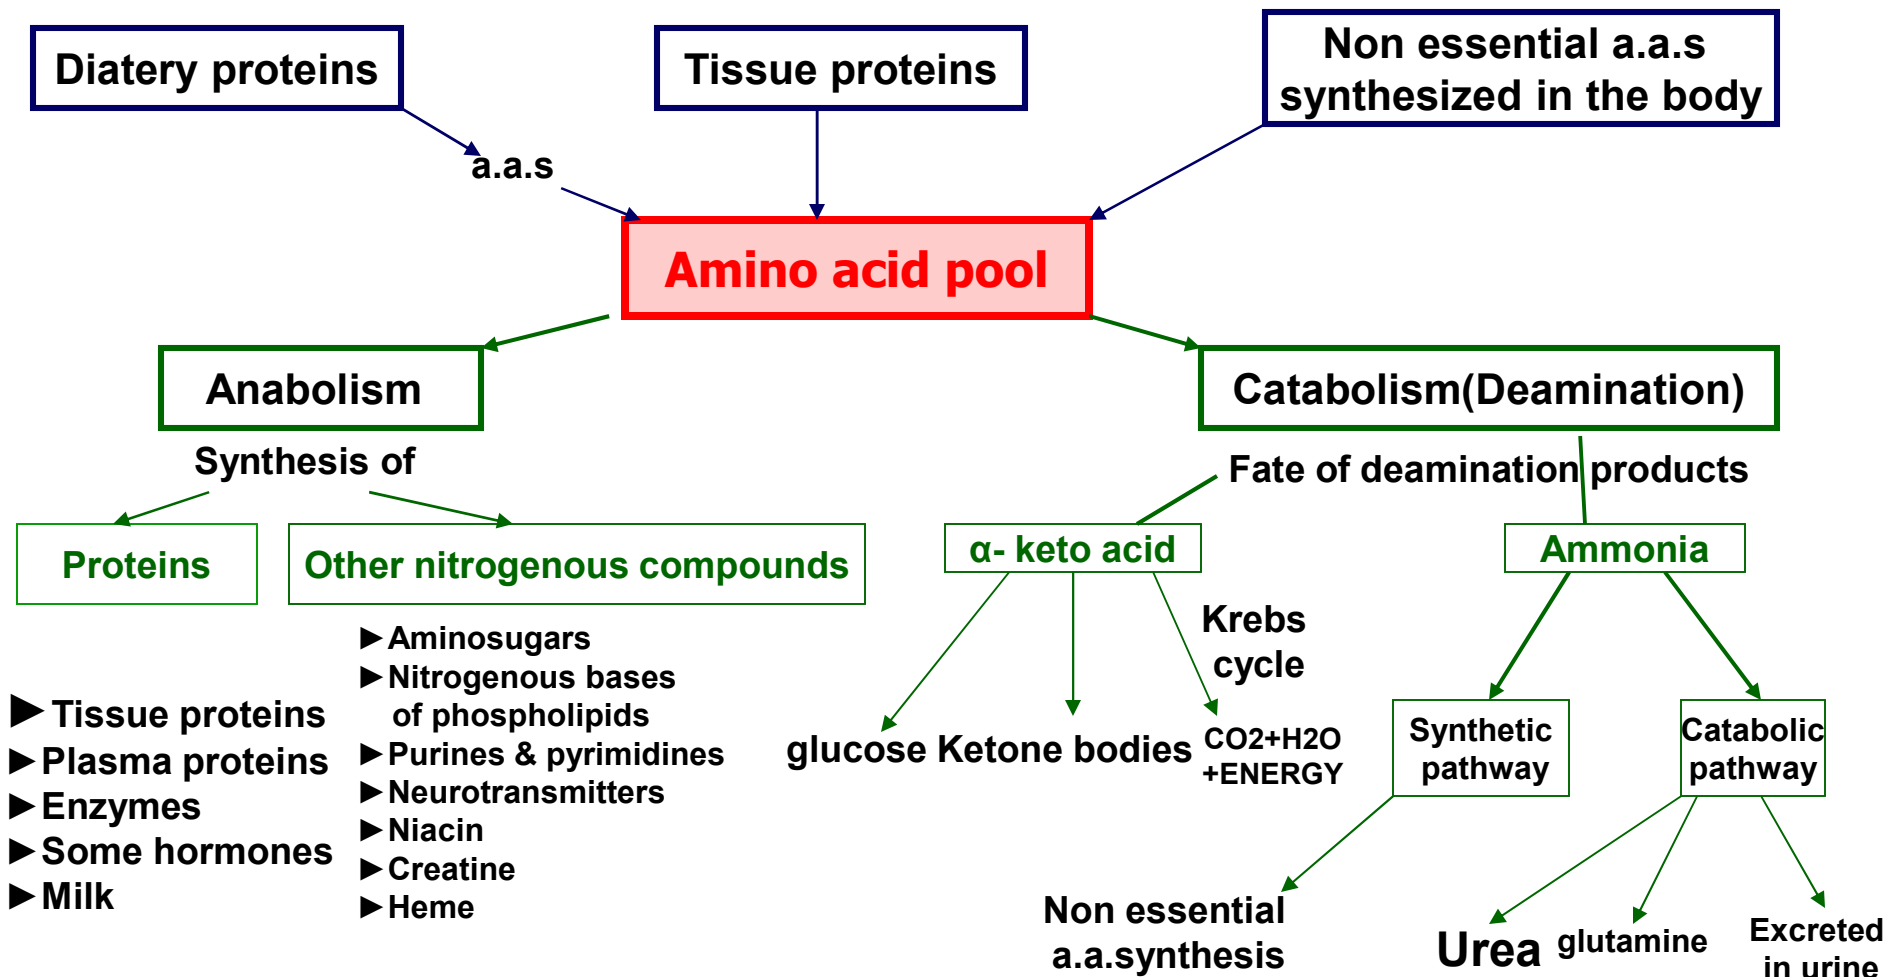 Diatery proteins
Tissue proteins
Non essential a.a.s
synthesized in the body
a.a.s
Amino acid pool
Anabolism
Catabolism(Deamination)
Synthesis of
Fate of deamination products
Proteins
Other nitrogenous compounds
α- keto acid
Ammonia
►Tissue proteins
►Plasma proteins
►Enzymes
►Some hormones
►Milk
►Aminosugars
►Nitrogenous bases
of phospholipids
►Purines & pyrimidines
►Neurotransmitters
►Niacin
►Creatine
►Heme
Krebs
cycle
glucose
Ketone bodies
CO2+H2O
+ENERGY
Synthetic
pathway
Catabolic
pathway
Non essential
a.a.synthesis
Urea
glutamine
Excreted
in urine